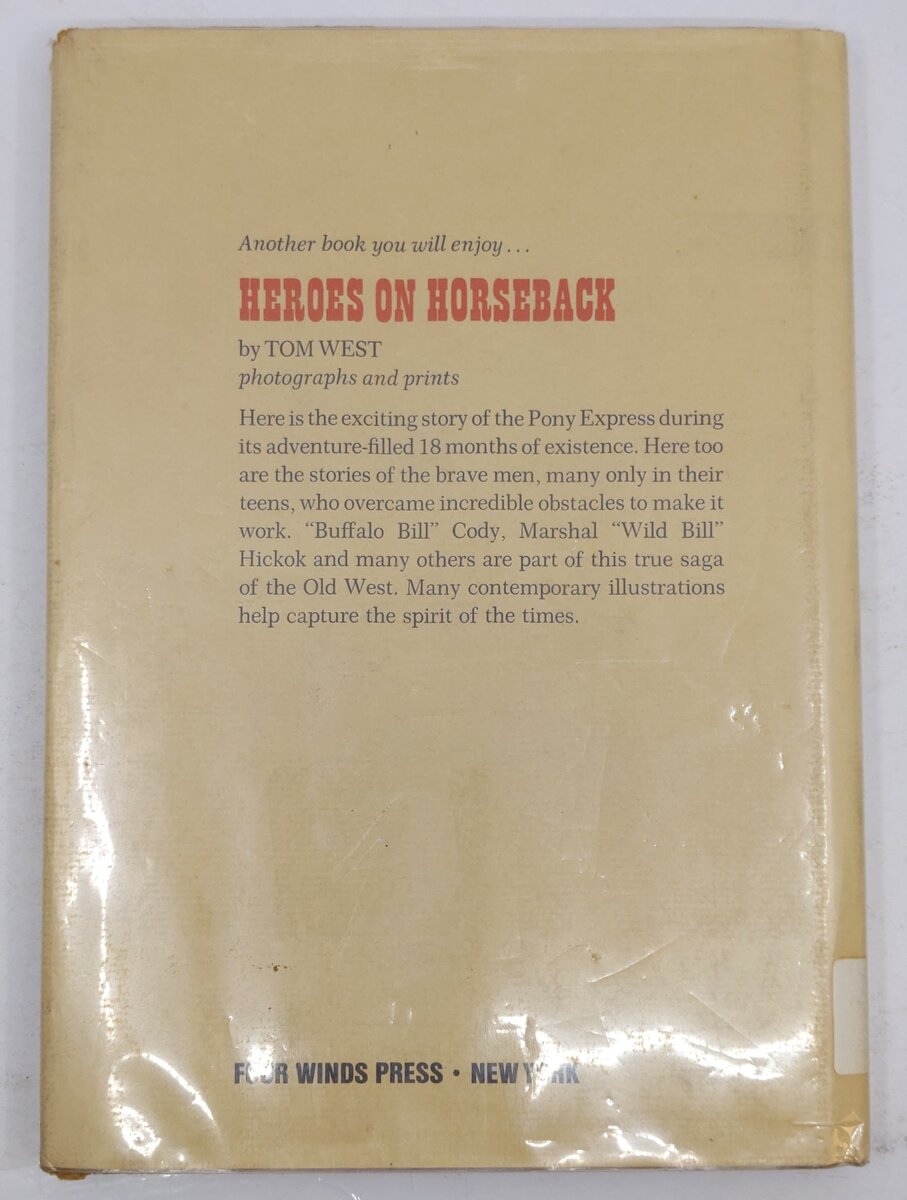 Another book you will enjoy . . .
HEROES ON HORSEBACK
by TOM WEST
photographs and prints
Here is the exciting story of the Pony Express during
its adventure-filled 18 months of existence. Here too
are the stories of the brave men, many only in their
teens, who overcame incredible obstacles to make it
work. “Buffalo Bill” Cody, Marshal “Wild Bill”
Hickok and many others are part of this true saga
of the Old West. Many contemporary illustrations
help capture the spirit of the times.
FOUR WINDS PRESS • NEW YORK